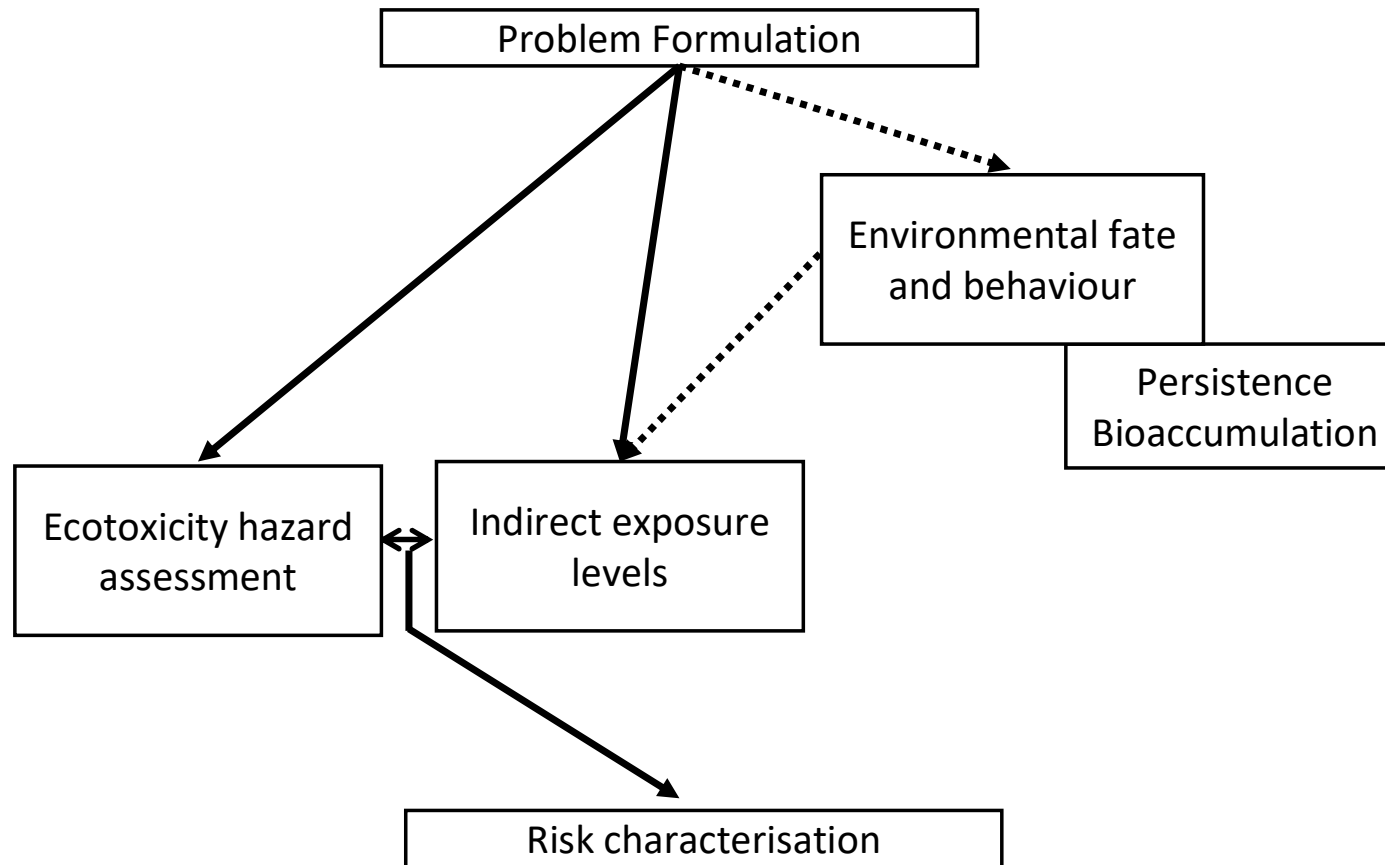 Problem Formulation
Environmental fate
and behaviour
Persistence
Bioaccumulation
Ecotoxicity hazard
assessment
Indirect exposure
levels
Risk characterisation